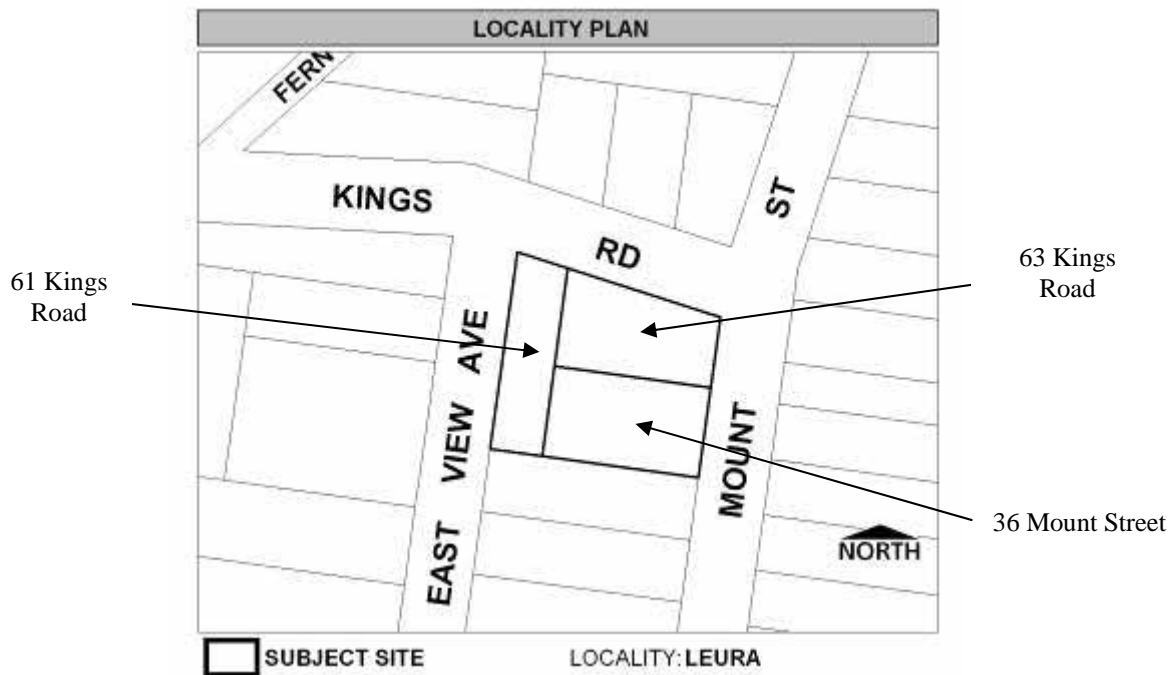 LOCALITY PLAN
FERN
KINGS
RD
ST
61 Kings
Road
63 Kings
Road
EAST VIEW AVE
MOUNT
36 Mount Street
NORTH
SUBJECT SITE
LOCALITY: LEURA